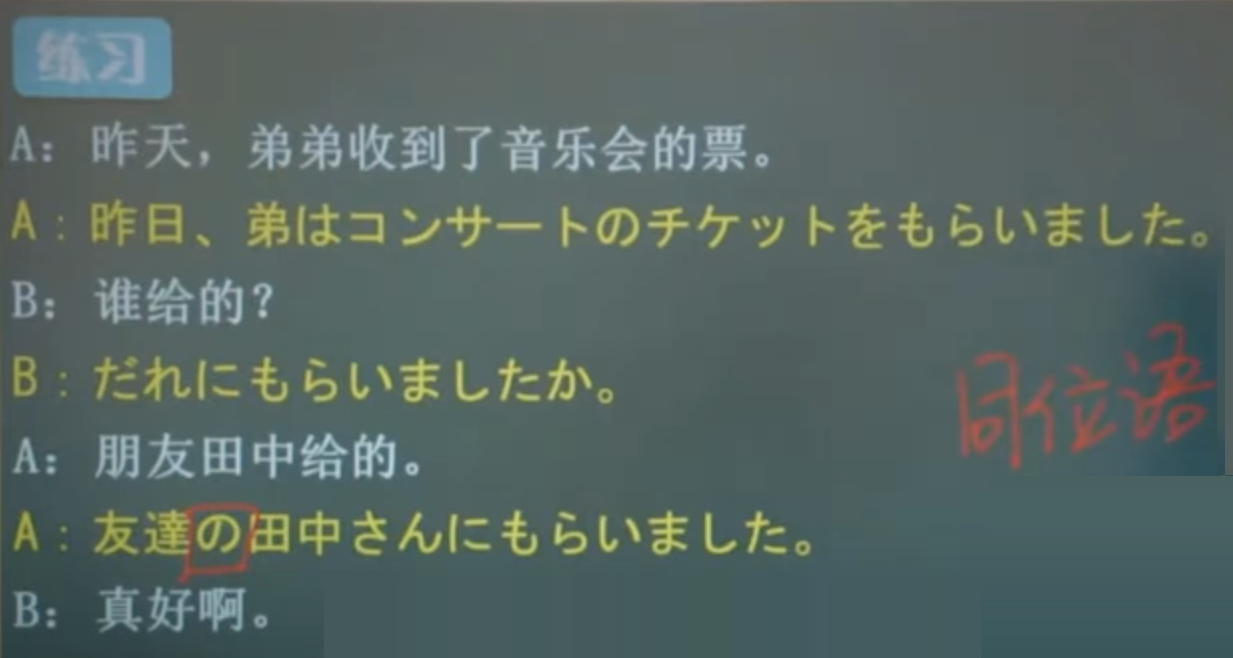 练习
A：昨天，弟弟收到了音乐会的票。
A：昨日、弟はコンサートのチケットをもらいました。
B：谁给的？
B：だれにもらいましたか。
同位语
A：朋友田中给的。
A：友達の田中さんにもらいました。
B：真好啊。